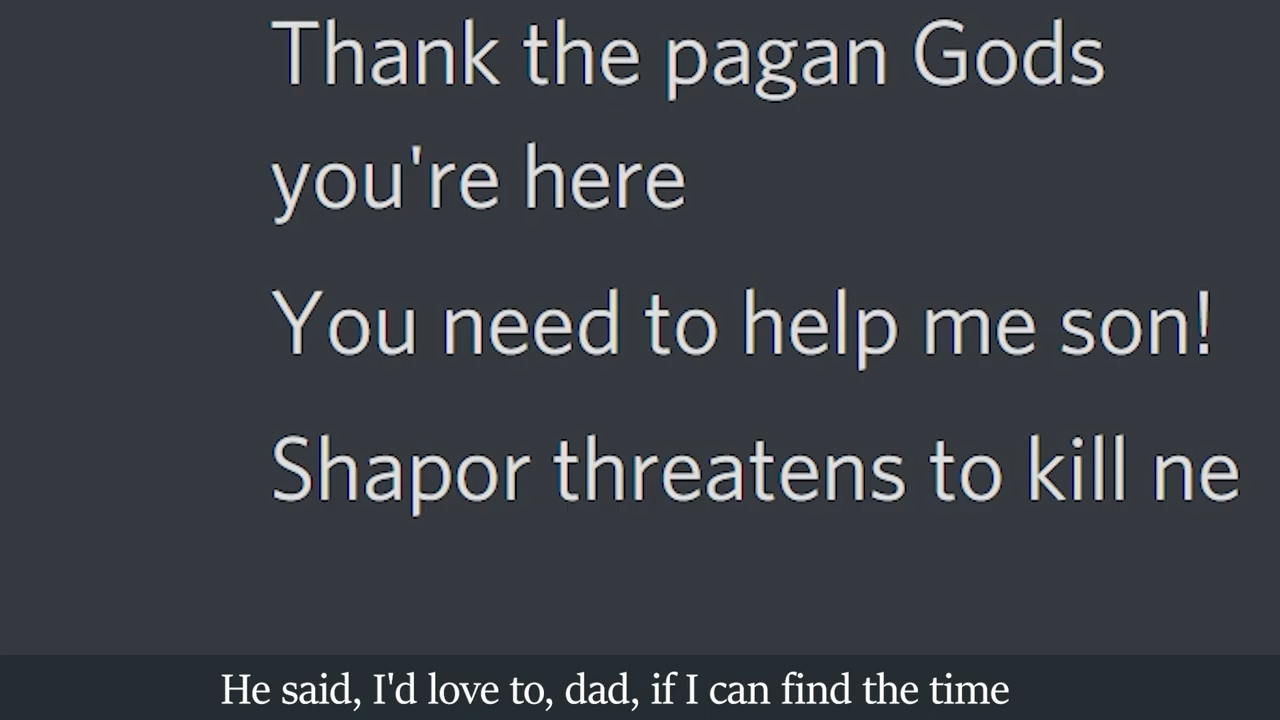 Thank the pagan Gods
you're here
You need to help me son!
Shapor threatens to kill ne
He said, I'd love to, dad, if I can find the time